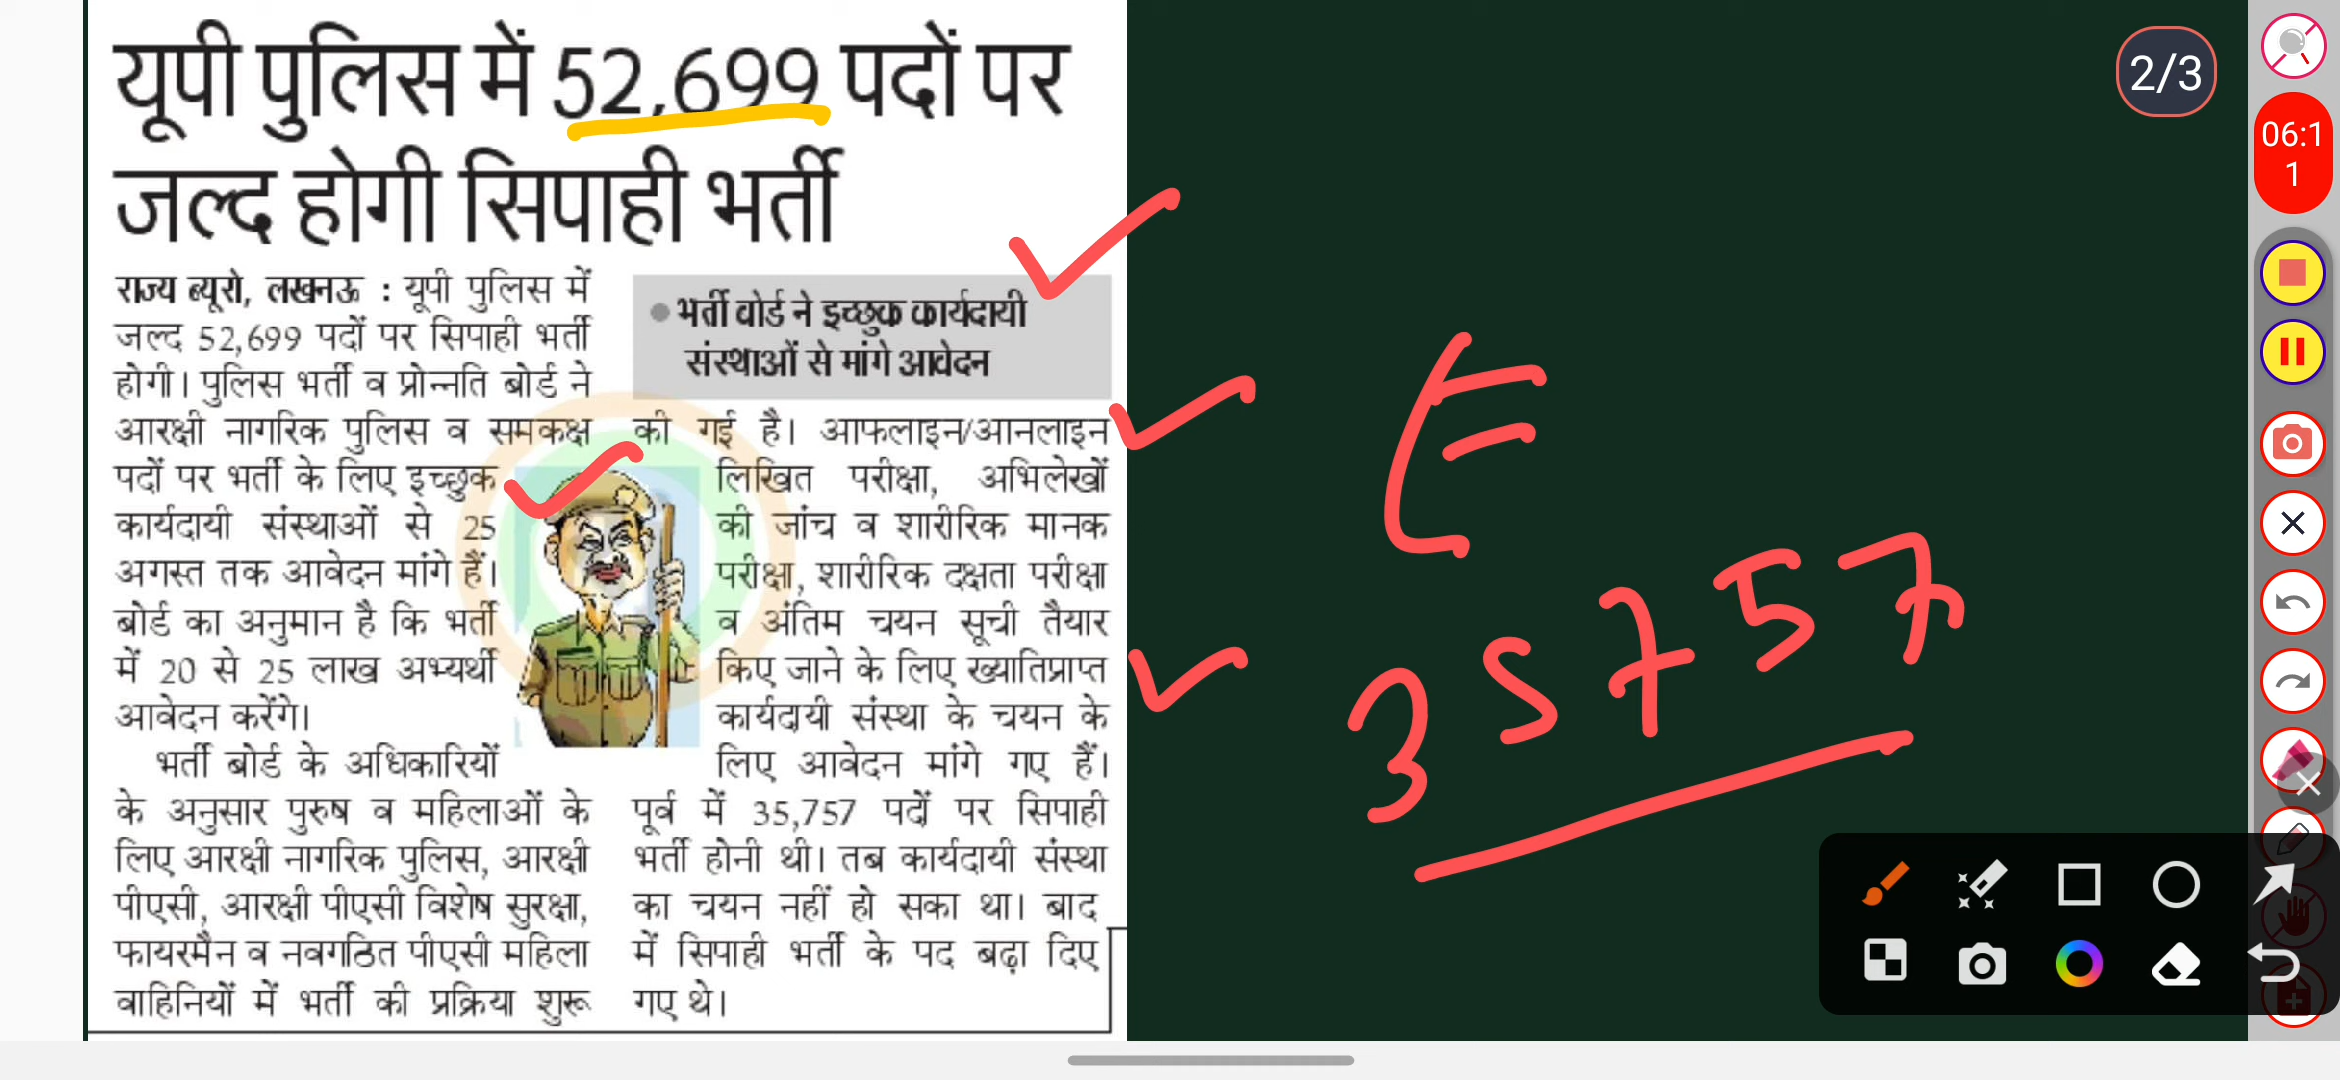 यूपी पुलिस में 52,699 पदों पर
जल्द होगी सिपाही भर्ती
राज्य ब्यूरो, लखनऊ : यूपी पुलिस में
जल्द 52,699 पदों पर सिपाही भर्ती
होगी। पुलिस भर्ती व प्रोन्नति बोर्ड ने
आरक्षी नागरिक पुलिस व समकक्ष
पदों पर भर्ती के लिए इच्छुक
कार्यदायी संस्थाओं से 25
अगस्त तक आवेदन मांगे हैं।
बोर्ड का अनुमान है कि भर्ती
में 20 से 25 लाख अभ्यर्थी
आवेदन करेंगे।
भर्ती बोर्ड के अधिकारियों
के अनुसार पुरुष व महिलाओं के
लिए आरक्षी नागरिक पुलिस, आरक्षी
पीएसी, आरक्षी पीएसी विशेष सुरक्षा,
फायरमैन व नवगठित पीएसी महिला
वाहिनियों में भर्ती की प्रक्रिया शुरू
● भर्ती बोर्ड ने इच्छुक कार्यदायी
संस्थाओं से मांगे आवेदन
की गई है। आफलाइन/आनलाइन
लिखित परीक्षा, अभिलेखों
की जांच व शारीरिक मानक
परीक्षा, शारीरिक दक्षता परीक्षा
व अंतिम चयन सूची तैयार
किए जाने के लिए ख्यातिप्राप्त
कार्यदायी संस्था के चयन के
लिए आवेदन मांगे गए हैं।
पूर्व में 35,757 पदों पर सिपाही
भर्ती होनी थी। तब कार्यदायी संस्था
का चयन नहीं हो सका था। बाद
में सिपाही भर्ती के पद बढ़ा दिए
गए थे।
35757
2/3
06:1
1